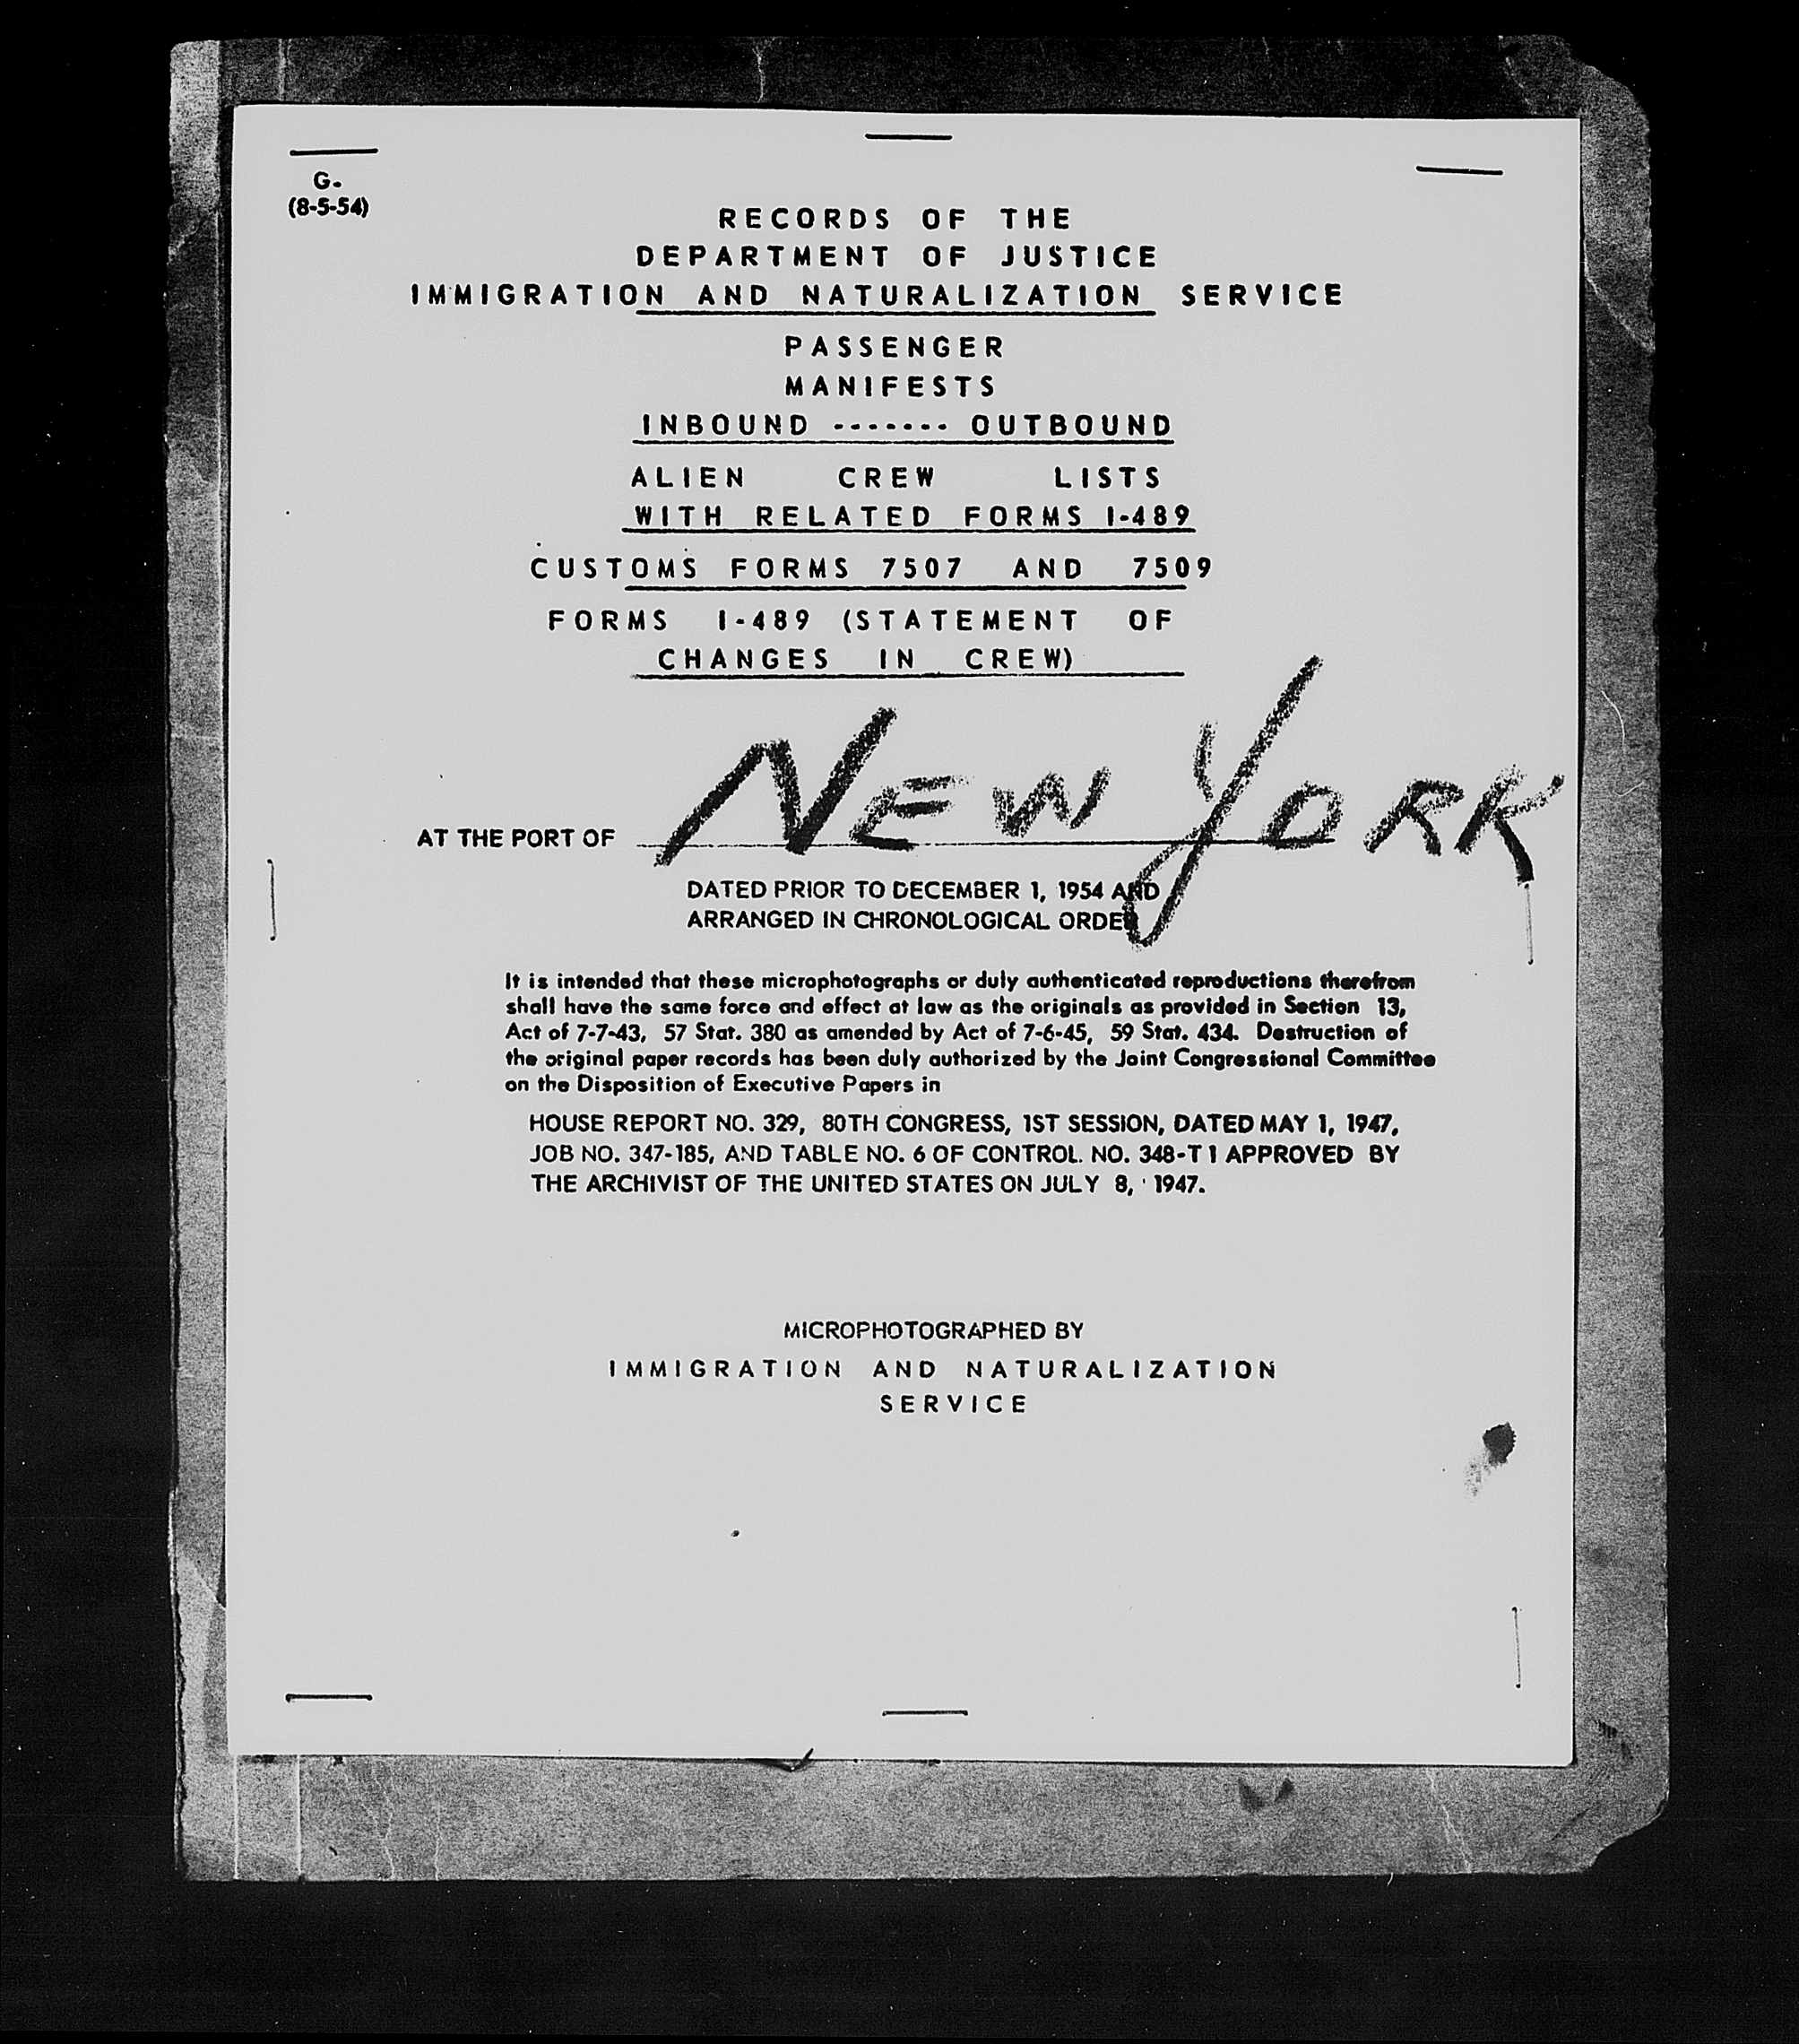 G-
(8-5-54)
RECORDS OF THE
DEPARTMENT OF JUSTICE
IMMIGRATION AND NATURALIZATION SERVICE
PASSENGER
MANIFESTS
INBOUND ------- OUTBOUND
ALIEN CREW LISTS
WITH RELATED FORMS I-489
CUSTOMS FORMS 7507 AND 7509
FORMS I-489 (STATEMENT OF
CHANGES IN CREW)
AT THE PORT OF NEW YORK
DATED PRIOR TO DECEMBER 1, 1954 AND
ARRANGED IN CHRONOLOGICAL ORDER
It is intended that these microphotographs or duly authenticated reproductions therefrom
shall have the same force and effect at law as the originals as provided in Section 13,
Act of 7-7-43, 57 Stat. 380 as amended by Act of 7-6-45, 59 Stat. 434. Destruction of
the original paper records has been duly authorized by the Joint Congressional Committee
on the Disposition of Executive Papers in
HOUSE REPORT NO. 329, 80TH CONGRESS, 1ST SESSION, DATED MAY 1, 1947,
JOB NO. 347-185, AND TABLE NO. 6 OF CONTROL. NO. 348-T1 APPROVED BY
THE ARCHIVIST OF THE UNITED STATES ON JULY 8, 1947.
MICROPHOTOGRAPHED BY
IMMIGRATION AND NATURALIZATION
SERVICE